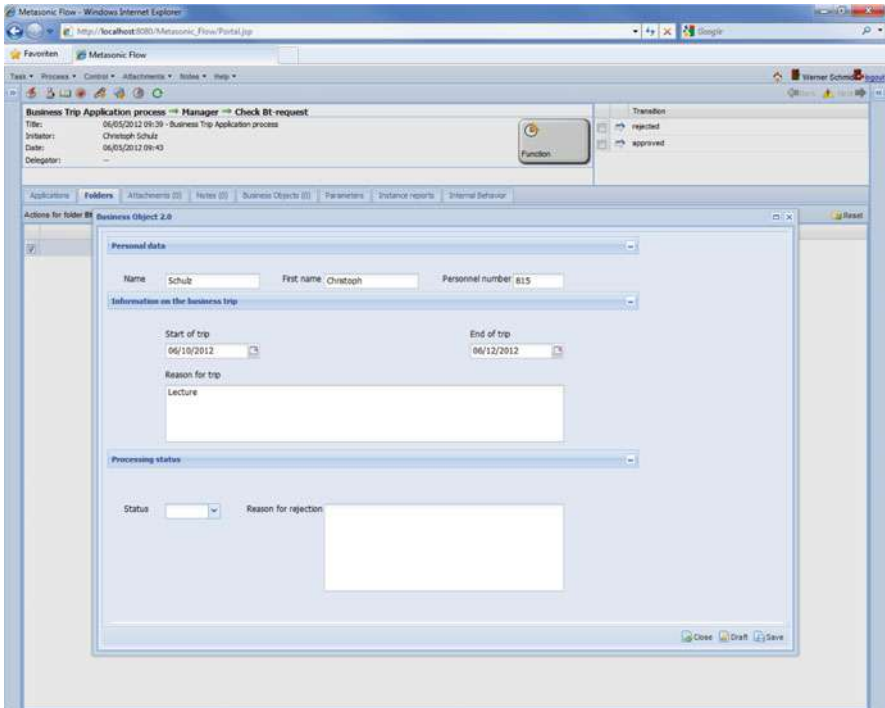 Metasonic Flow - Windows Internet Explorer
http://localhost:8080/Metasonic_Flow/Portal.jsp
Google
Favoriten Metasonic Flow
Task Process Control Attachments Notes Help
Werner Schmidt logout
Business Trip Application process Manager Check Bt-request
Transition
Title: 06/05/2012 09:39 - Business Trip Application process
rejected
Initiator: Christoph Schulz
Date: 06/05/2012 09:43
approved
Delegator: --
Function
Applications Folders Attachments (0) Notes (0) Business Objects (0) Parameters Instance reports Internal Behavior
Actions for folder
Reset
Business Object 2.0
Personal data
Name Schulz First name Christoph Personnel number 815
Information on the business trip
Start of trip End of trip
06/10/2012 06/12/2012
Reason for trip
Lecture
Processing status
Status Reason for rejection
Close Draft Save